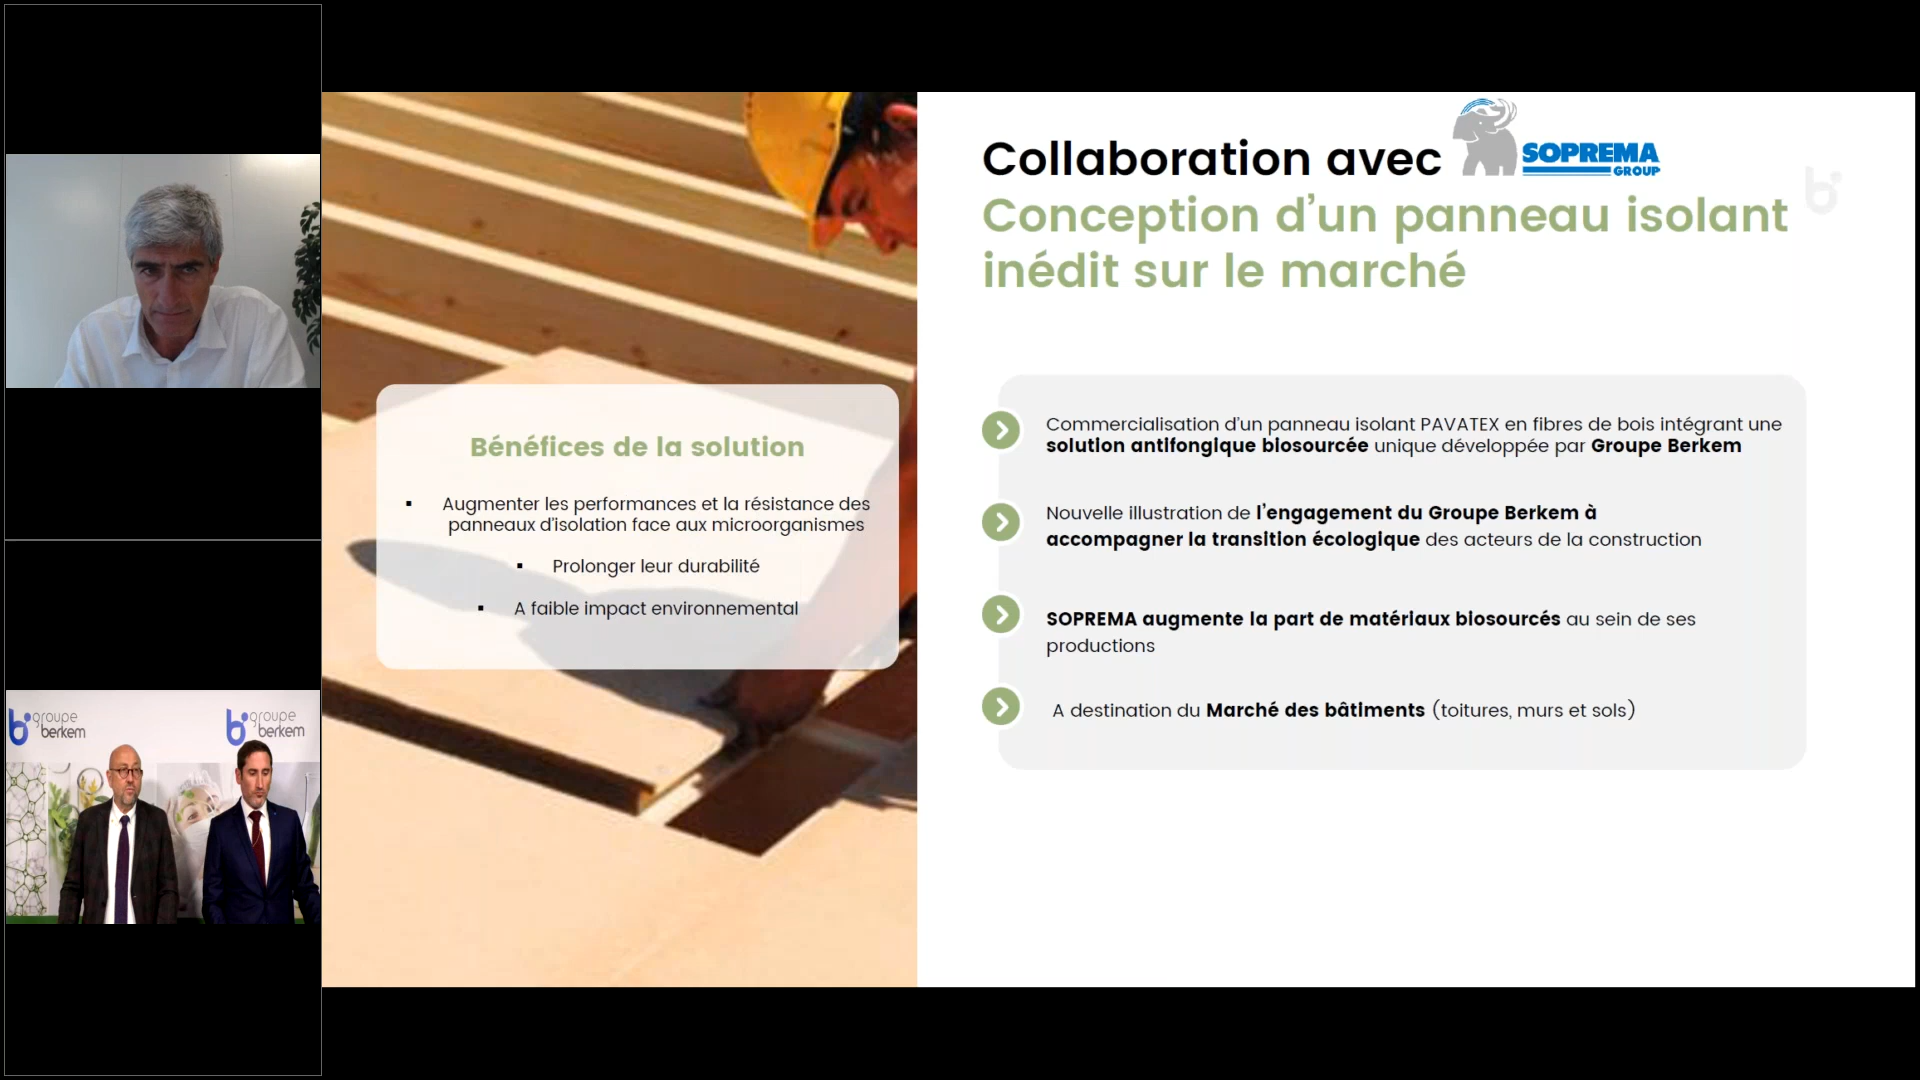 Collaboration avec
SOPREMA
GROUP
Conception d’un panneau isolant
inédit sur le marché
Bénéfices de la solution
▪ Augmenter les performances et la résistance des
panneaux d’isolation face aux microorganismes
▪ Prolonger leur durabilité
▪ A faible impact environnemental
Commercialisation d’un panneau isolant PAVATEX en fibres de bois intégrant une
solution antifongique biosourcée unique développée par Groupe Berkem
Nouvelle illustration de l’engagement du Groupe Berkem à
accompagner la transition écologique des acteurs de la construction
SOPREMA augmente la part de matériaux biosourcés au sein de ses
productions
A destination du Marché des bâtiments (toitures, murs et sols)
groupe
berkem
groupe
berkem